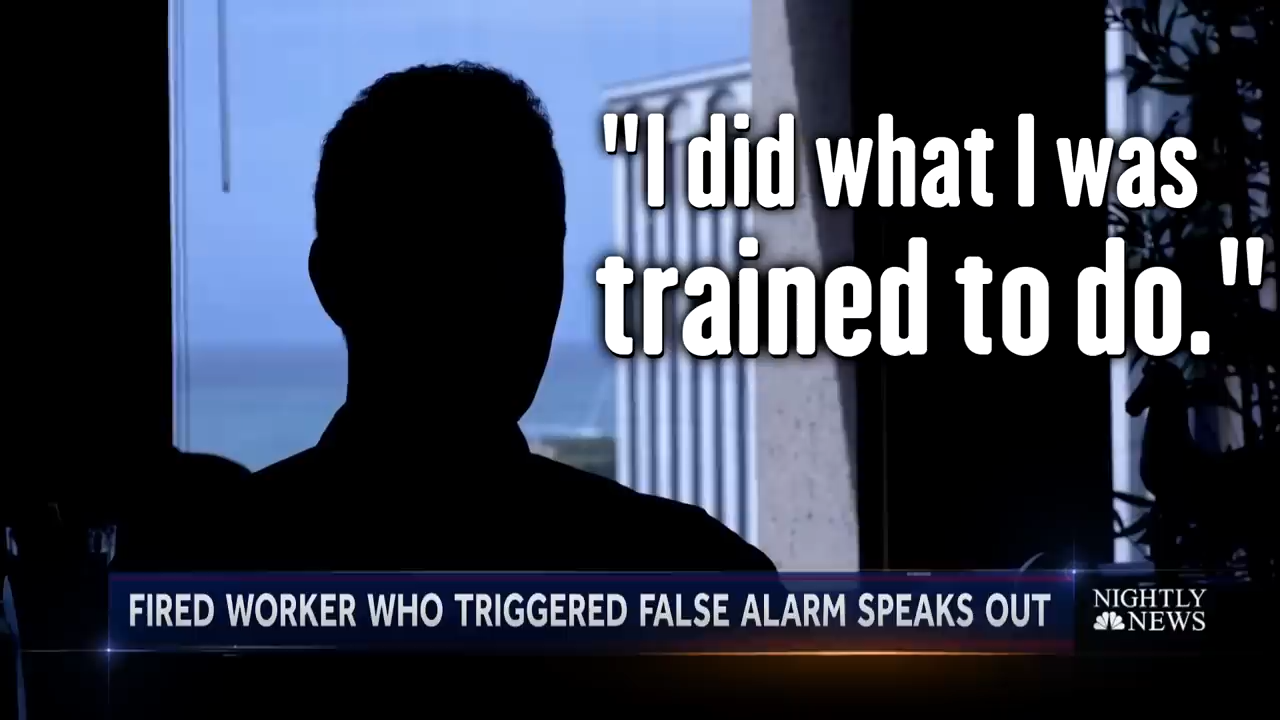 "I did what I was
trained to do."
FIRED WORKER WHO TRIGGERED FALSE ALARM SPEAKS OUT
NIGHTLY
NEWS